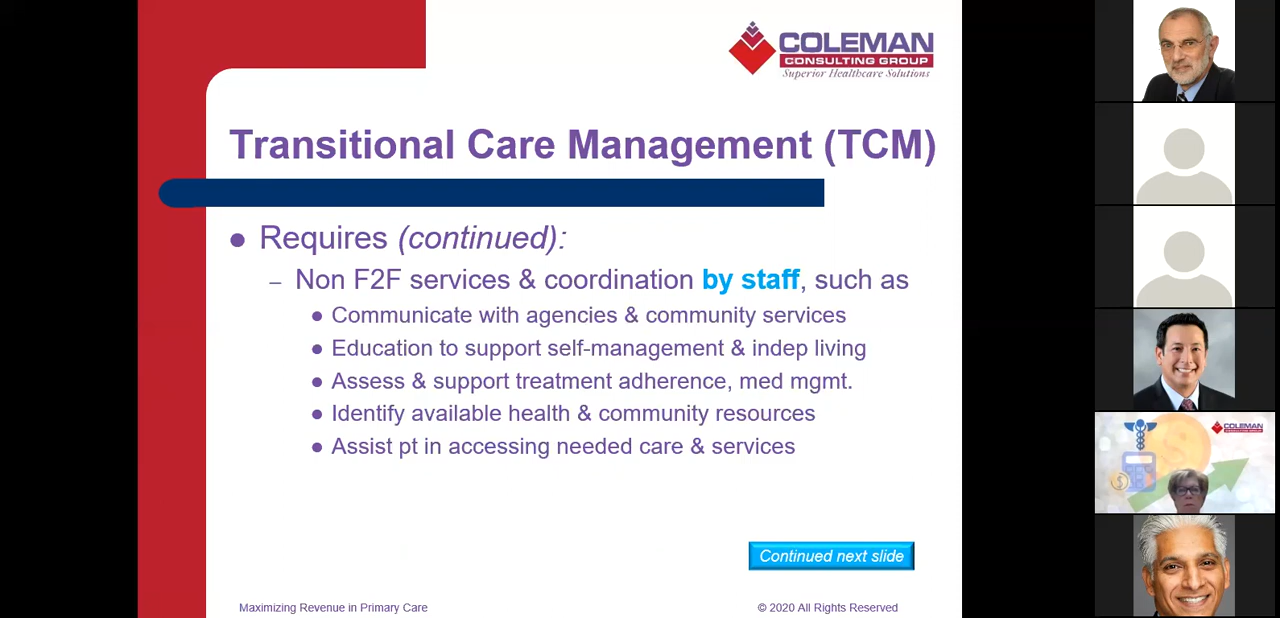 COLEMAN
CONSULTING GROUP
Superior Healthcare Solutions
Transitional Care Management (TCM)
Requires (continued):
– Non F2F services & coordination by staff, such as
Communicate with agencies & community services
Education to support self-management & indep living
Assess & support treatment adherence, med mgmt.
Identify available health & community resources
Assist pt in accessing needed care & services
Continued next slide
Maximizing Revenue in Primary Care
© 2020 All Rights Reserved
COLEMAN